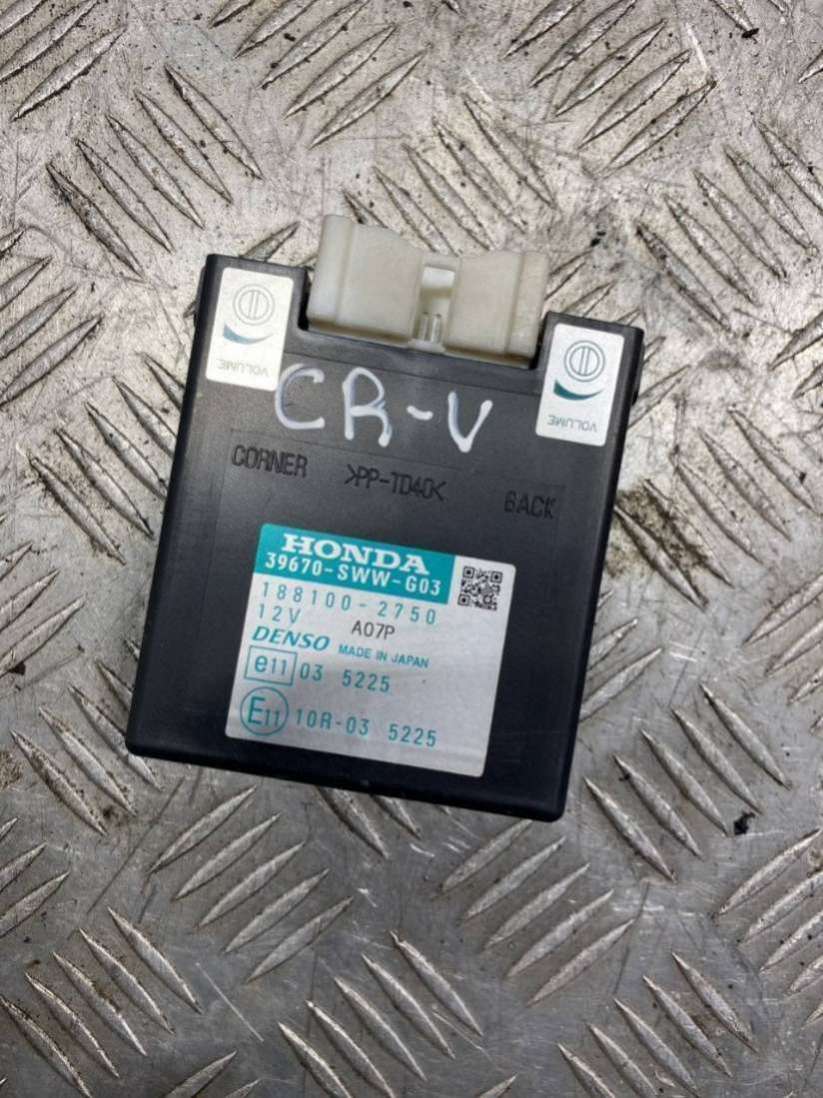 VOLUME
VOLUME
CR-V
CORNER
>PP-TD40<
BACK
HONDA
39670-SWW-G03
188100-2750
12V
A07P
DENSO MADE IN JAPAN
e11 03 5225
E11 10R-03 5225